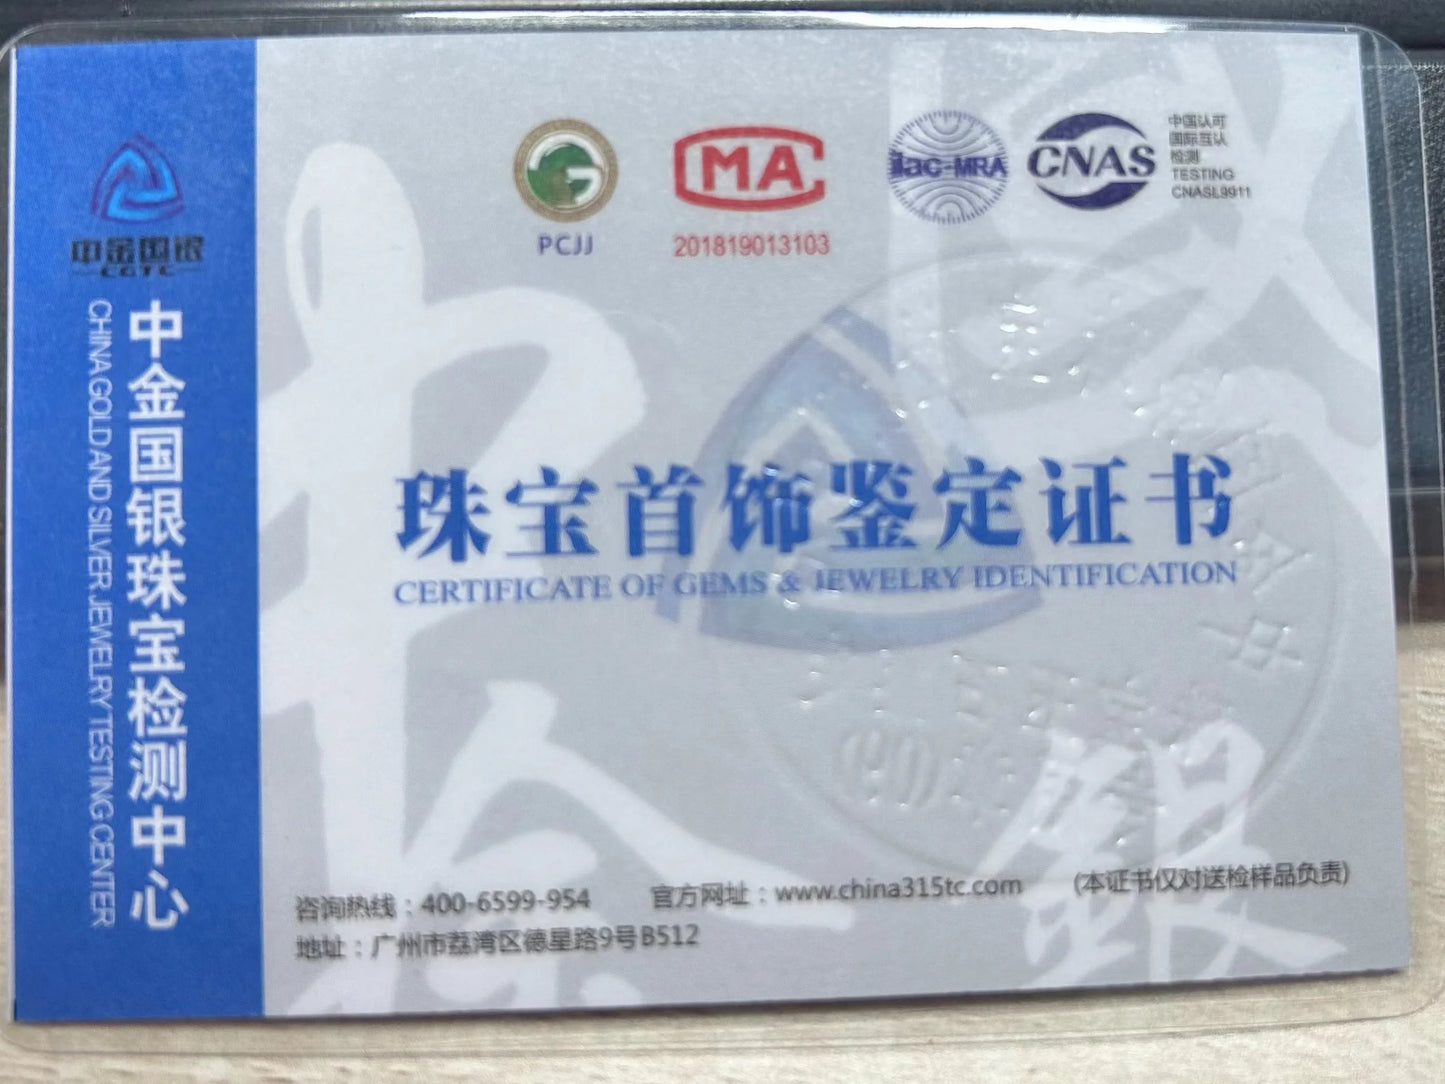 中金国银
CGTC
中金国银珠宝检测中心
CHINA GOLD AND SILVER JEWELRY TESTING CENTER
PCJJ
CMA
201819013103
ilac-MRA
CNAS
中国认可
国际互认
检测
TESTING
CNASL9911
珠宝首饰鉴定证书
CERTIFICATE OF GEMS & JEWELRY IDENTIFICATION
咨询热线：400-6599-954 官方网址：www.china315tc.com (本证书仅对送检样品负责)
地址：广州市荔湾区德星路9号B512